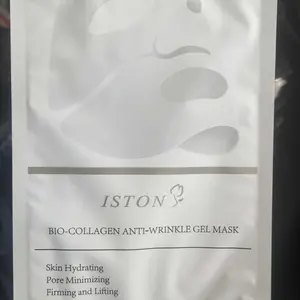 ISTON
BIO-COLLAGEN ANTI-WRINKLE GEL MASK
Skin Hydrating
Pore Minimizing
Firming and Lifting